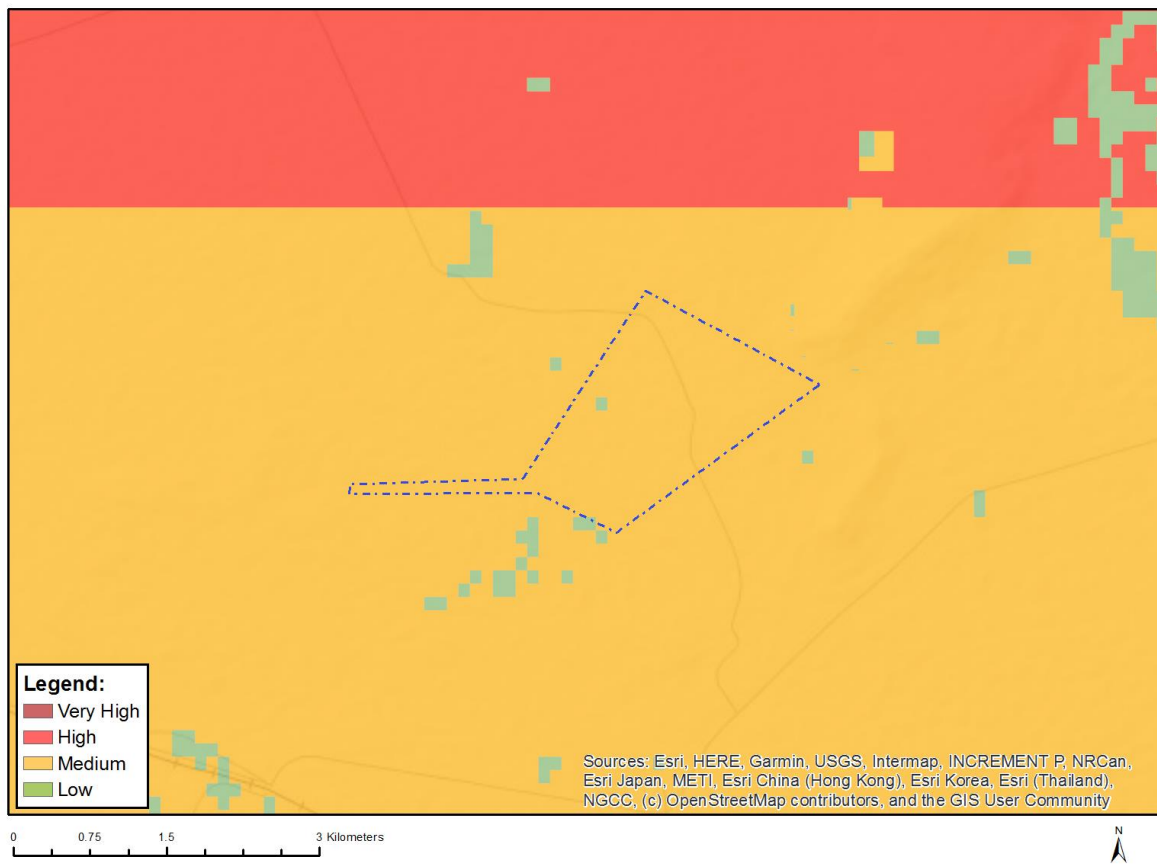 Legend:
Very High
High
Medium
Low
Sources: Esri, HERE, Garmin, USGS, Intermap, INCREMENT P, NRCan,
Esri Japan, METI, Esri China (Hong Kong), Esri Korea, Esri (Thailand),
NGCC, (c) OpenStreetMap contributors, and the GIS User Community
0 0.75 1.5 3 Kilometers
N